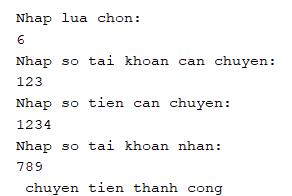 Nhap lua chon:
6
Nhap so tai khoan can chuyen:
123
Nhap so tien can chuyen:
1234
Nhap so tai khoan nhan:
789
chuyen tien thanh cong